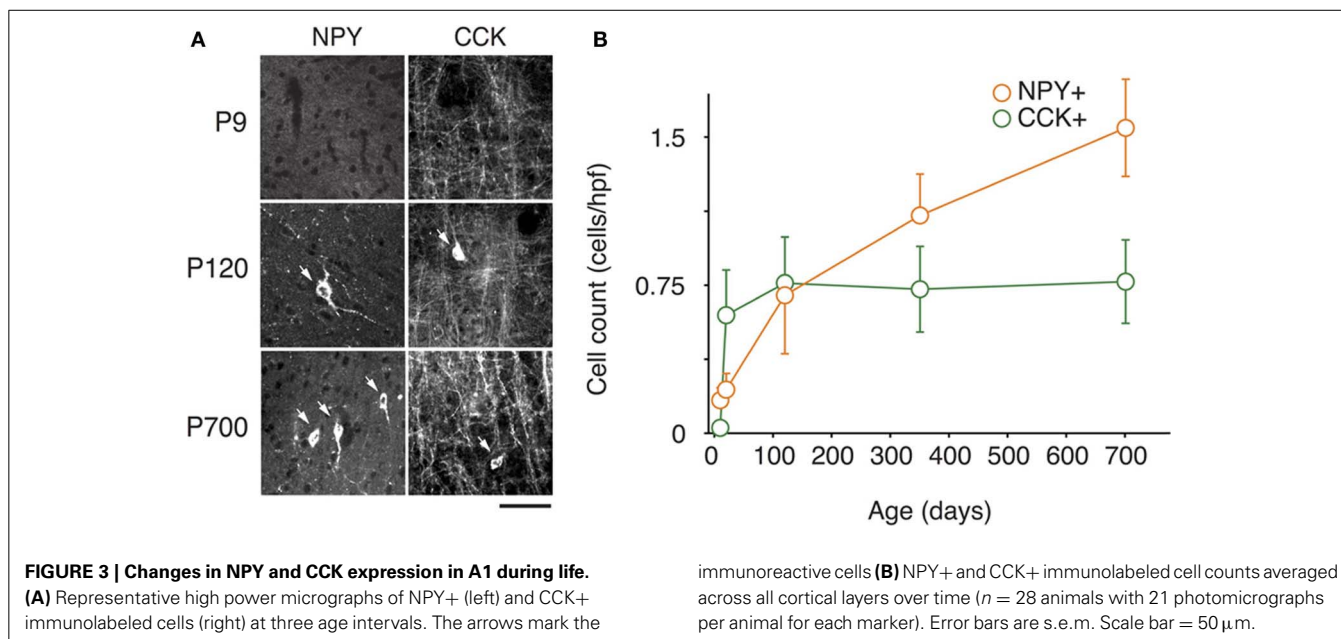 A
NPY
CCK
P9
P120
P700
B
NPY+
CCK+
1.5
0.75
0
Cell count (cells/hpf)
0 100 200 300 400 500 600 700
Age (days)
FIGURE 3 | Changes in NPY and CCK expression in A1 during life.
(A) Representative high power micrographs of NPY+ (left) and CCK+
immunolabeled cells (right) at three age intervals. The arrows mark the
immunoreactive cells (B) NPY+ and CCK+ immunolabeled cell counts averaged
across all cortical layers over time (n = 28 animals with 21 photomicrographs
per animal for each marker). Error bars are s.e.m. Scale bar = 50 μm.